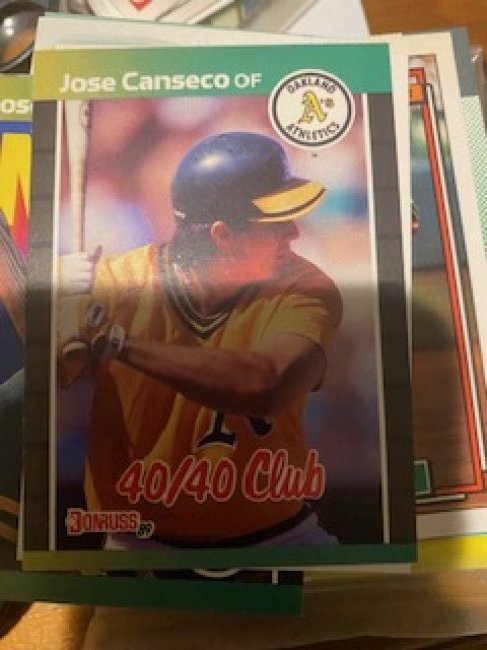 Jose Canseco OF
OAKLAND
A's
ATHLETICS
40/40 Club
DONRUSS 89